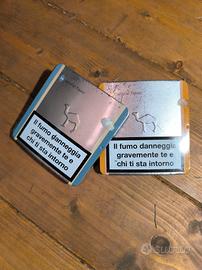 Il fumo danneggia
gravemente te e
chi ti sta intorno
Il fumo danneggia
gravemente te e
chi ti sta intorno